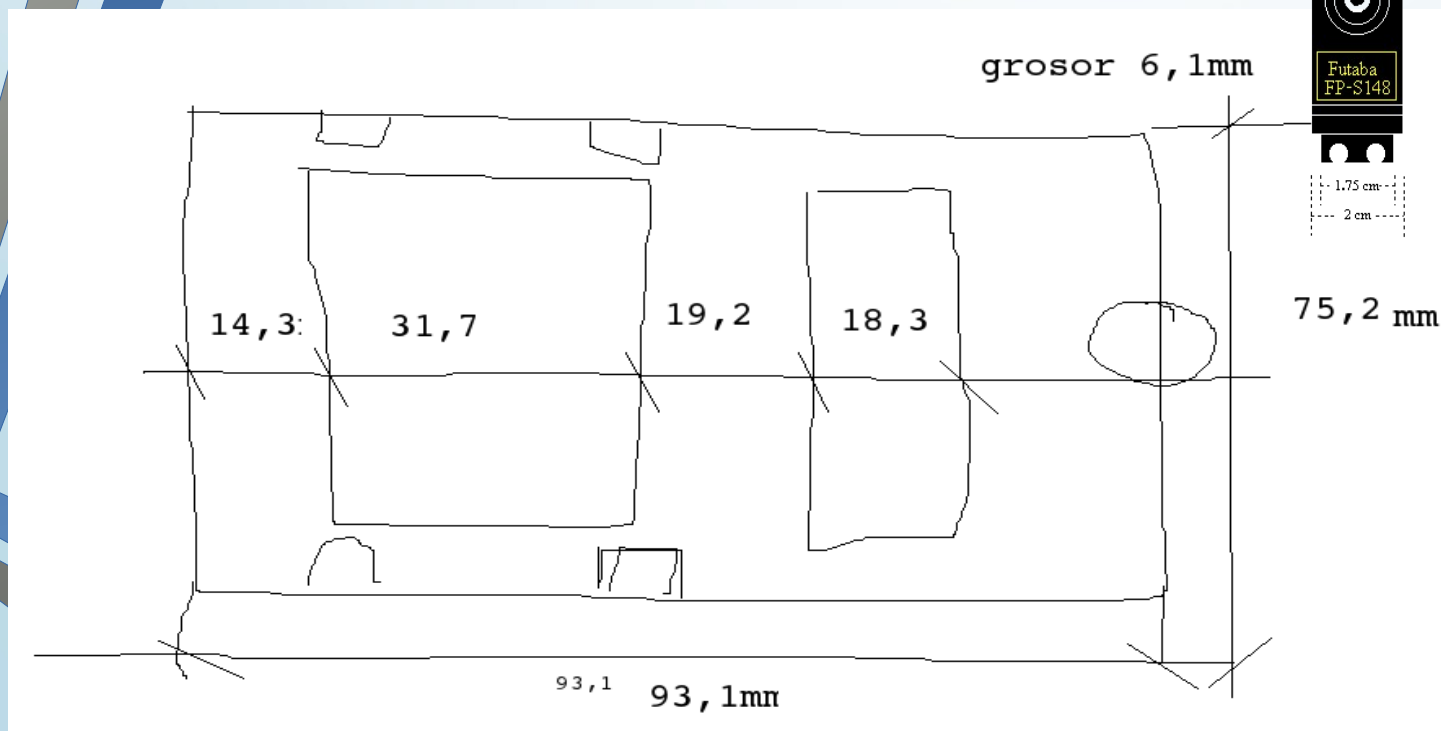 grosor 6,1mm
Futaba
FP-S148
1.75 cm
2 cm
14,3
31,7
19,2
18,3
75,2 mm
93,1
93,1mm